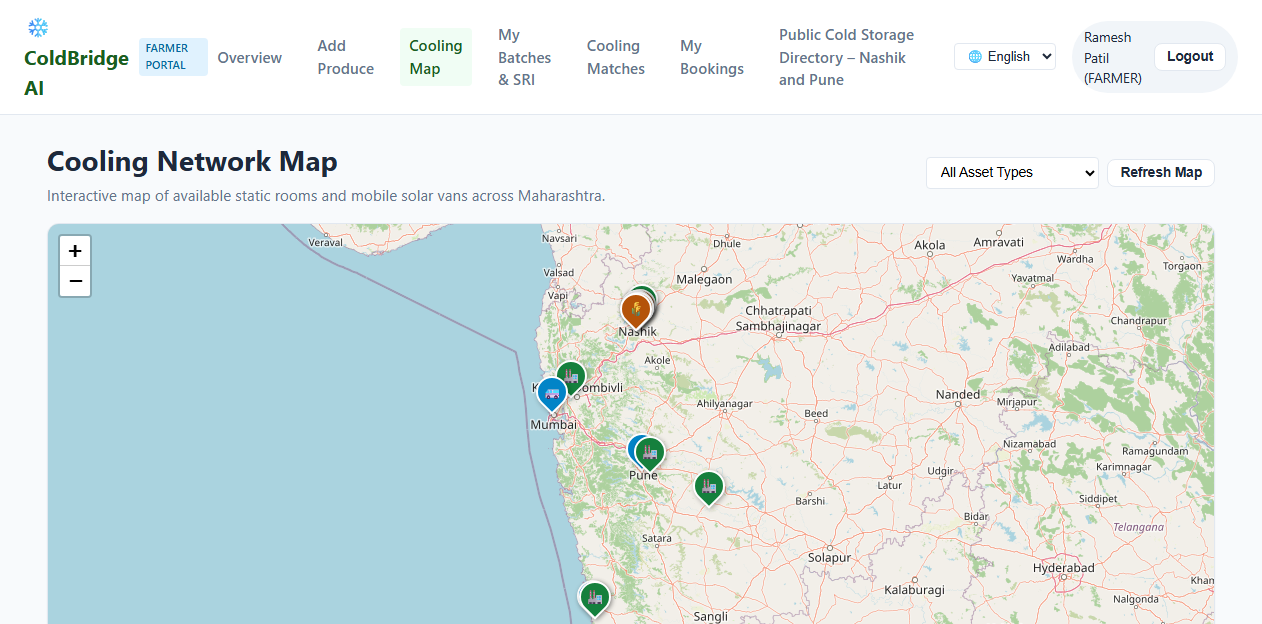 ColdBridge
AI
FARMER
PORTAL
Overview
Add
Produce
Cooling
Map
My
Batches
& SRI
Cooling
Matches
My
Bookings
Public Cold Storage
Directory – Nashik
and Pune
English
Ramesh
Patil
(FARMER)
Logout
Cooling Network Map
Interactive map of available static rooms and mobile solar vans across Maharashtra.
All Asset Types
Refresh Map
+
−
Veraval
Navsari
Dhule
Akola
Amravati
Wardha
Valsad
Malegaon
Yavatmal
Torgaon
Vapi
Chhatrapati
Sambhajinagar
Chandrapur
Nashik
Adilabad
Akole
ombivli
Nanded
Mirjapur
Ahilyanagar
Beed
Mumbai
Nizamabad
Ramagundam
Karimnagar
Pune
Udgir
Latur
Siddipet
Barshi
Bidar
Telangana
Satara
Solapur
Hyderabad
Kham
Kalaburagi
Nalgonda
Sangli